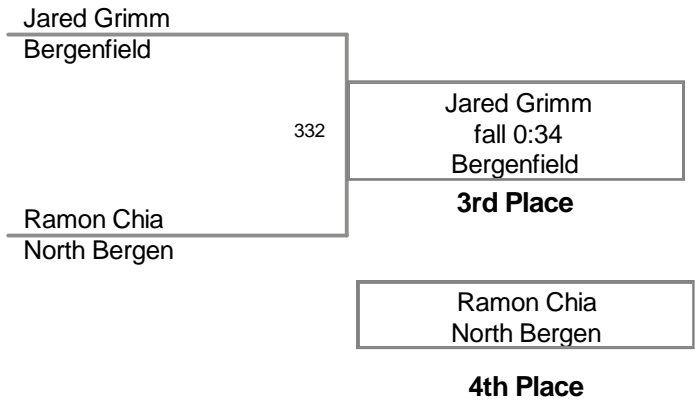 Jared Grimm
Bergenfield
332
Jared Grimm
fall 0:34
Bergenfield
3rd Place
Ramon Chia
North Bergen
Ramon Chia
North Bergen
4th Place